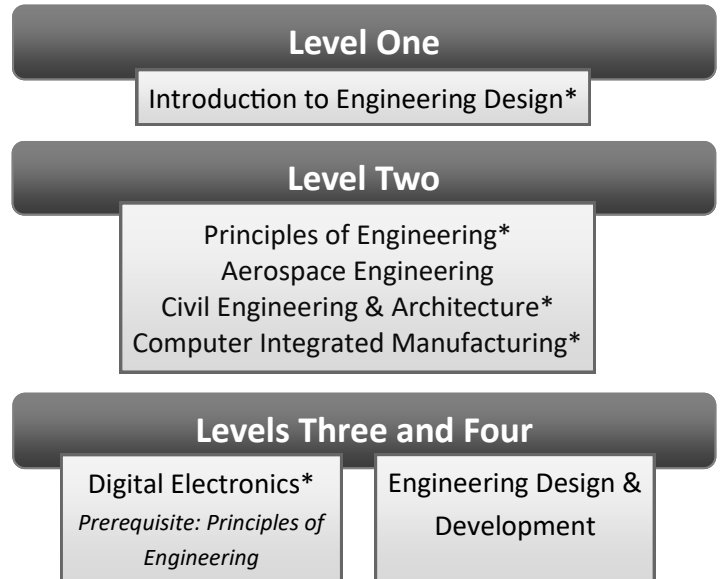 Level One
Introduction to Engineering Design*
Level Two
Principles of Engineering*
Aerospace Engineering
Civil Engineering & Architecture*
Computer Integrated Manufacturing*
Levels Three and Four
Digital Electronics*
Prerequisite: Principles of
Engineering
Engineering Design &
Development